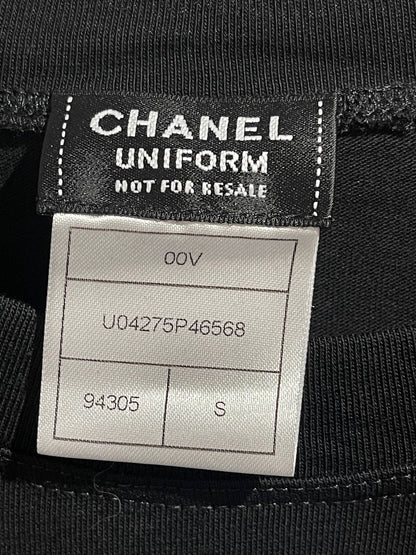 CHANEL
UNIFORM
NOT FOR RESALE
00V
U04275P46568
94305 S